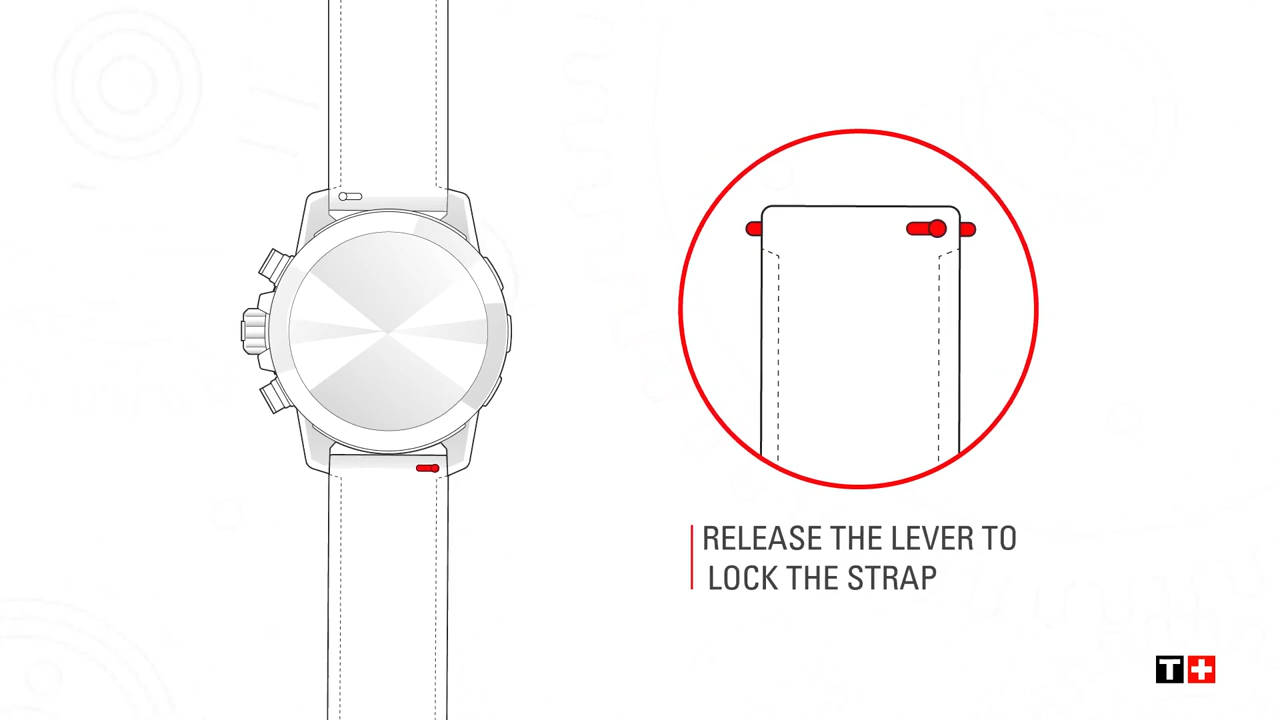 RELEASE THE LEVER TO
LOCK THE STRAP
T+